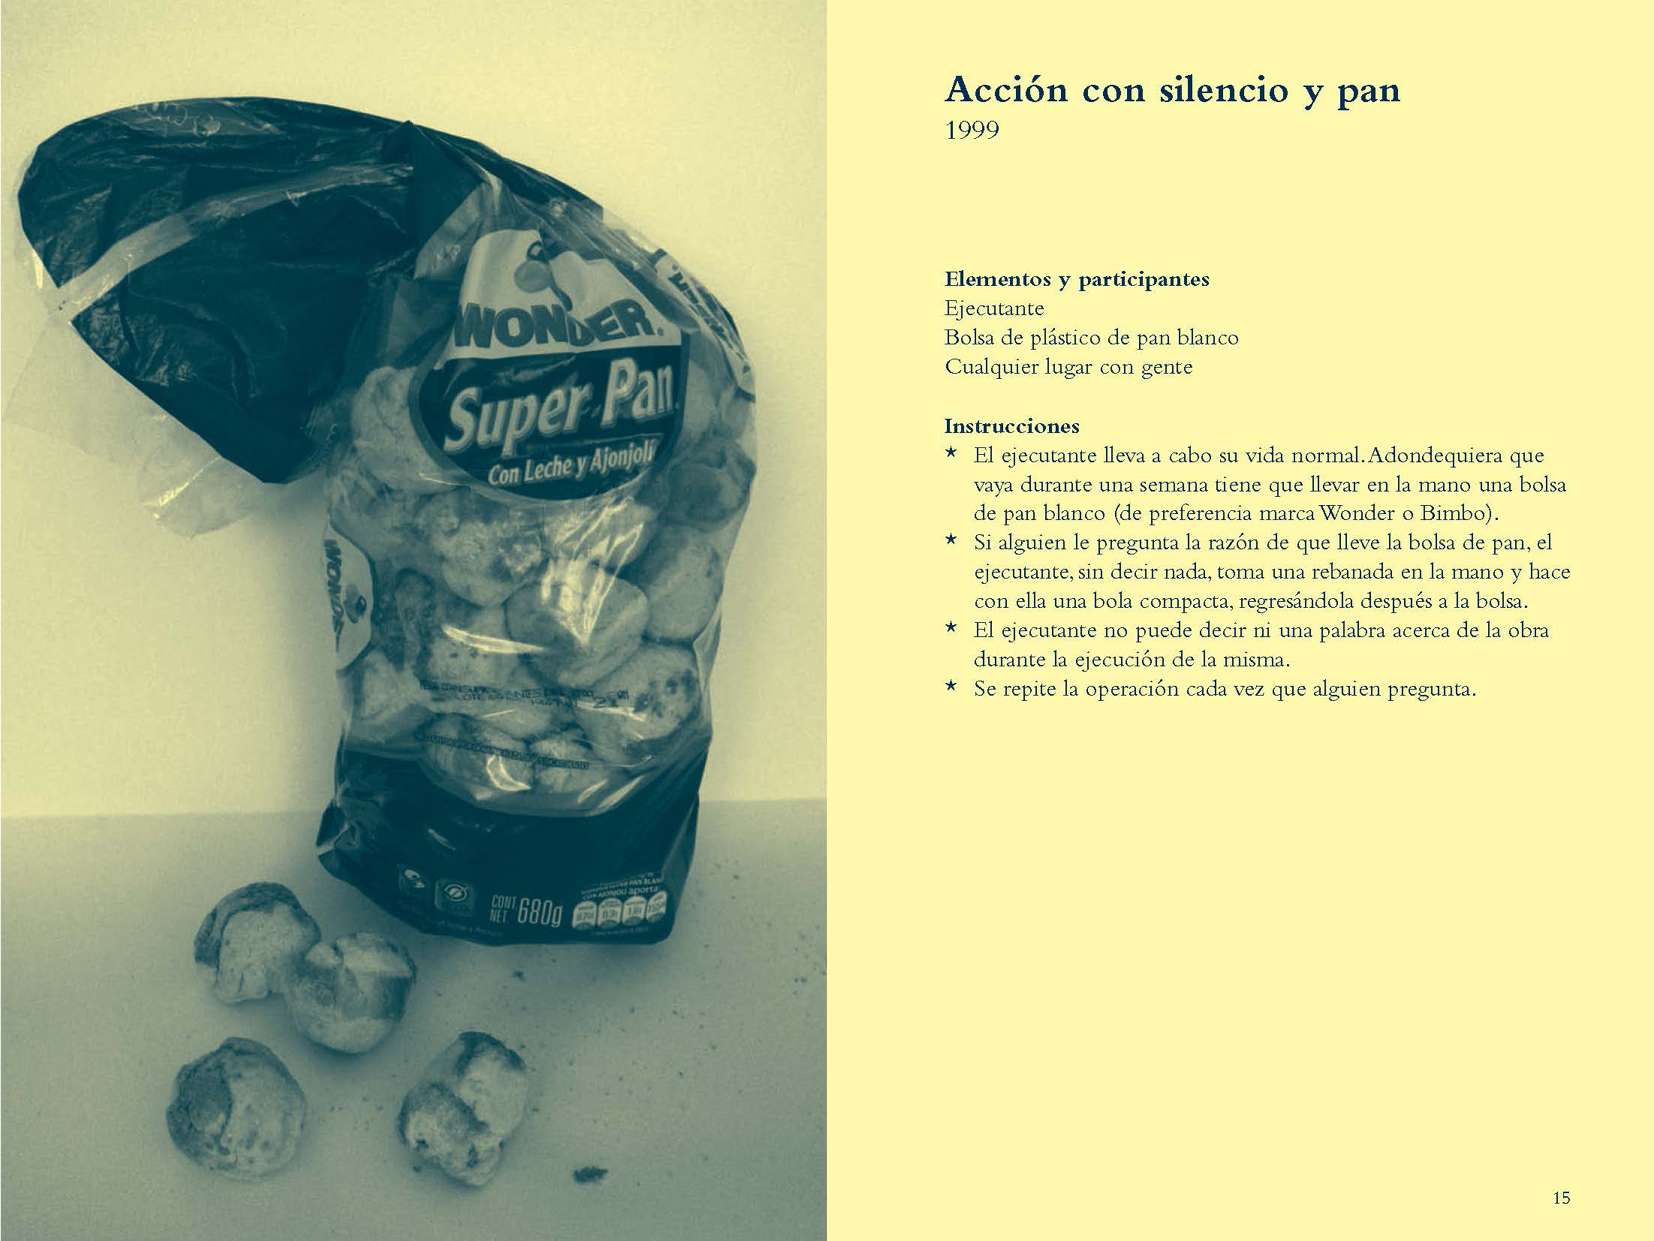 WONDER
Super Pan
Con Leche y Ajonjolí
WONDER
CONT NET 680g
Acción con silencio y pan
1999
Elementos y participantes
Ejecutante
Bolsa de plástico de pan blanco
Cualquier lugar con gente
Instrucciones
* El ejecutante lleva a cabo su vida normal. Adondequiera que
vaya durante una semana tiene que llevar en la mano una bolsa
de pan blanco (de preferencia marca Wonder o Bimbo).
* Si alguien le pregunta la razón de que lleve la bolsa de pan, el
ejecutante, sin decir nada, toma una rebanada en la mano y hace
con ella una bola compacta, regresándola después a la bolsa.
* El ejecutante no puede decir ni una palabra acerca de la obra
durante la ejecución de la misma.
* Se repite la operación cada vez que alguien pregunta.
15